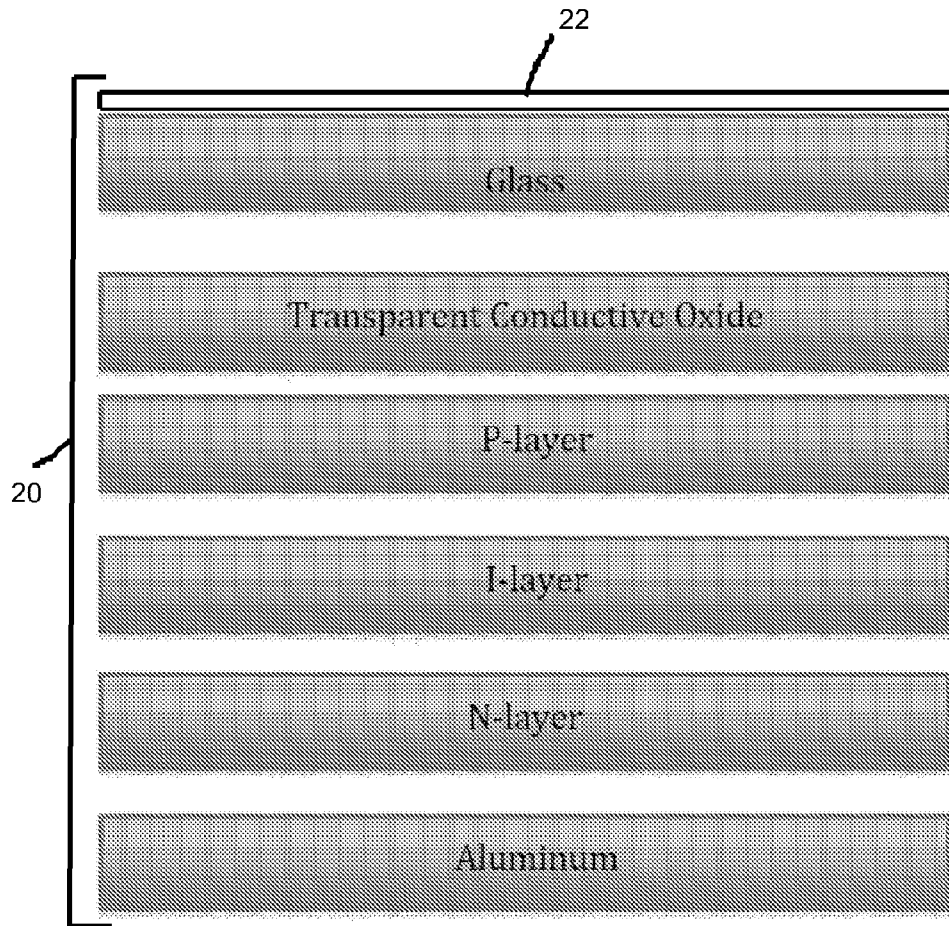 22
Glass
Transparent Conductive Oxide
P-layer
20
I-layer
N-layer
Aluminum